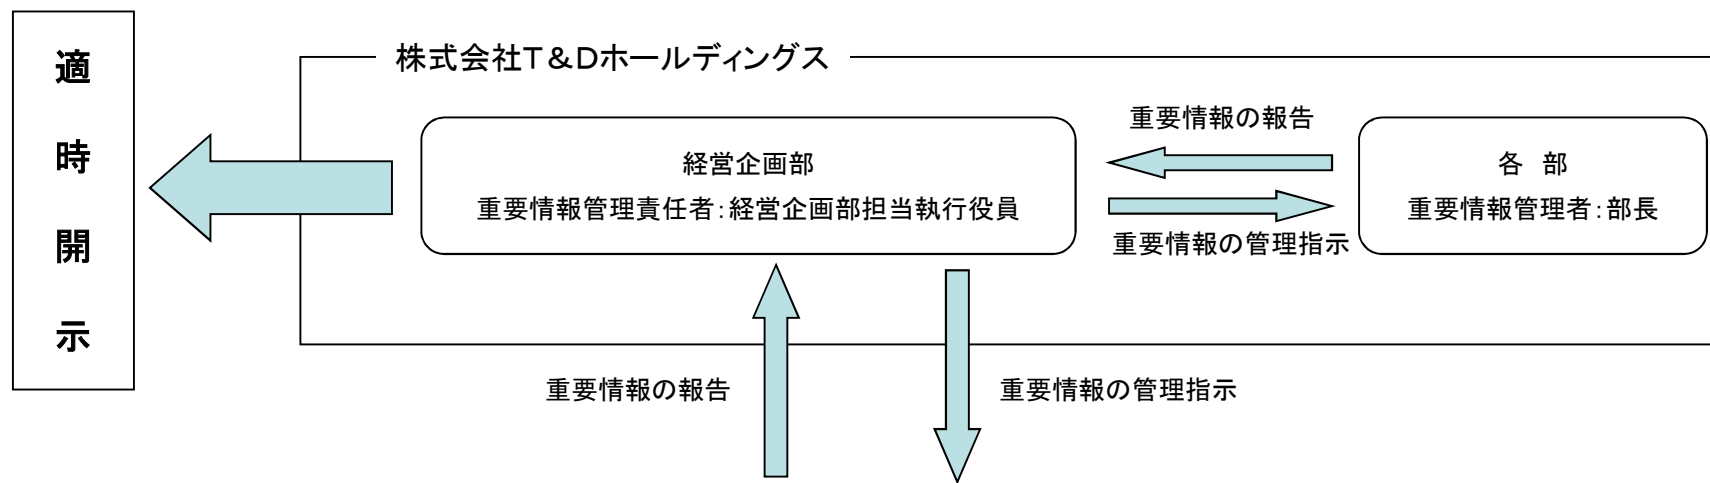 適時開示
株式会社T&Dホールディングス
経営企画部
重要情報管理責任者:経営企画部担当執行役員
重要情報の報告
重要情報の管理指示
各 部
重要情報管理者:部長
重要情報の報告
重要情報の管理指示